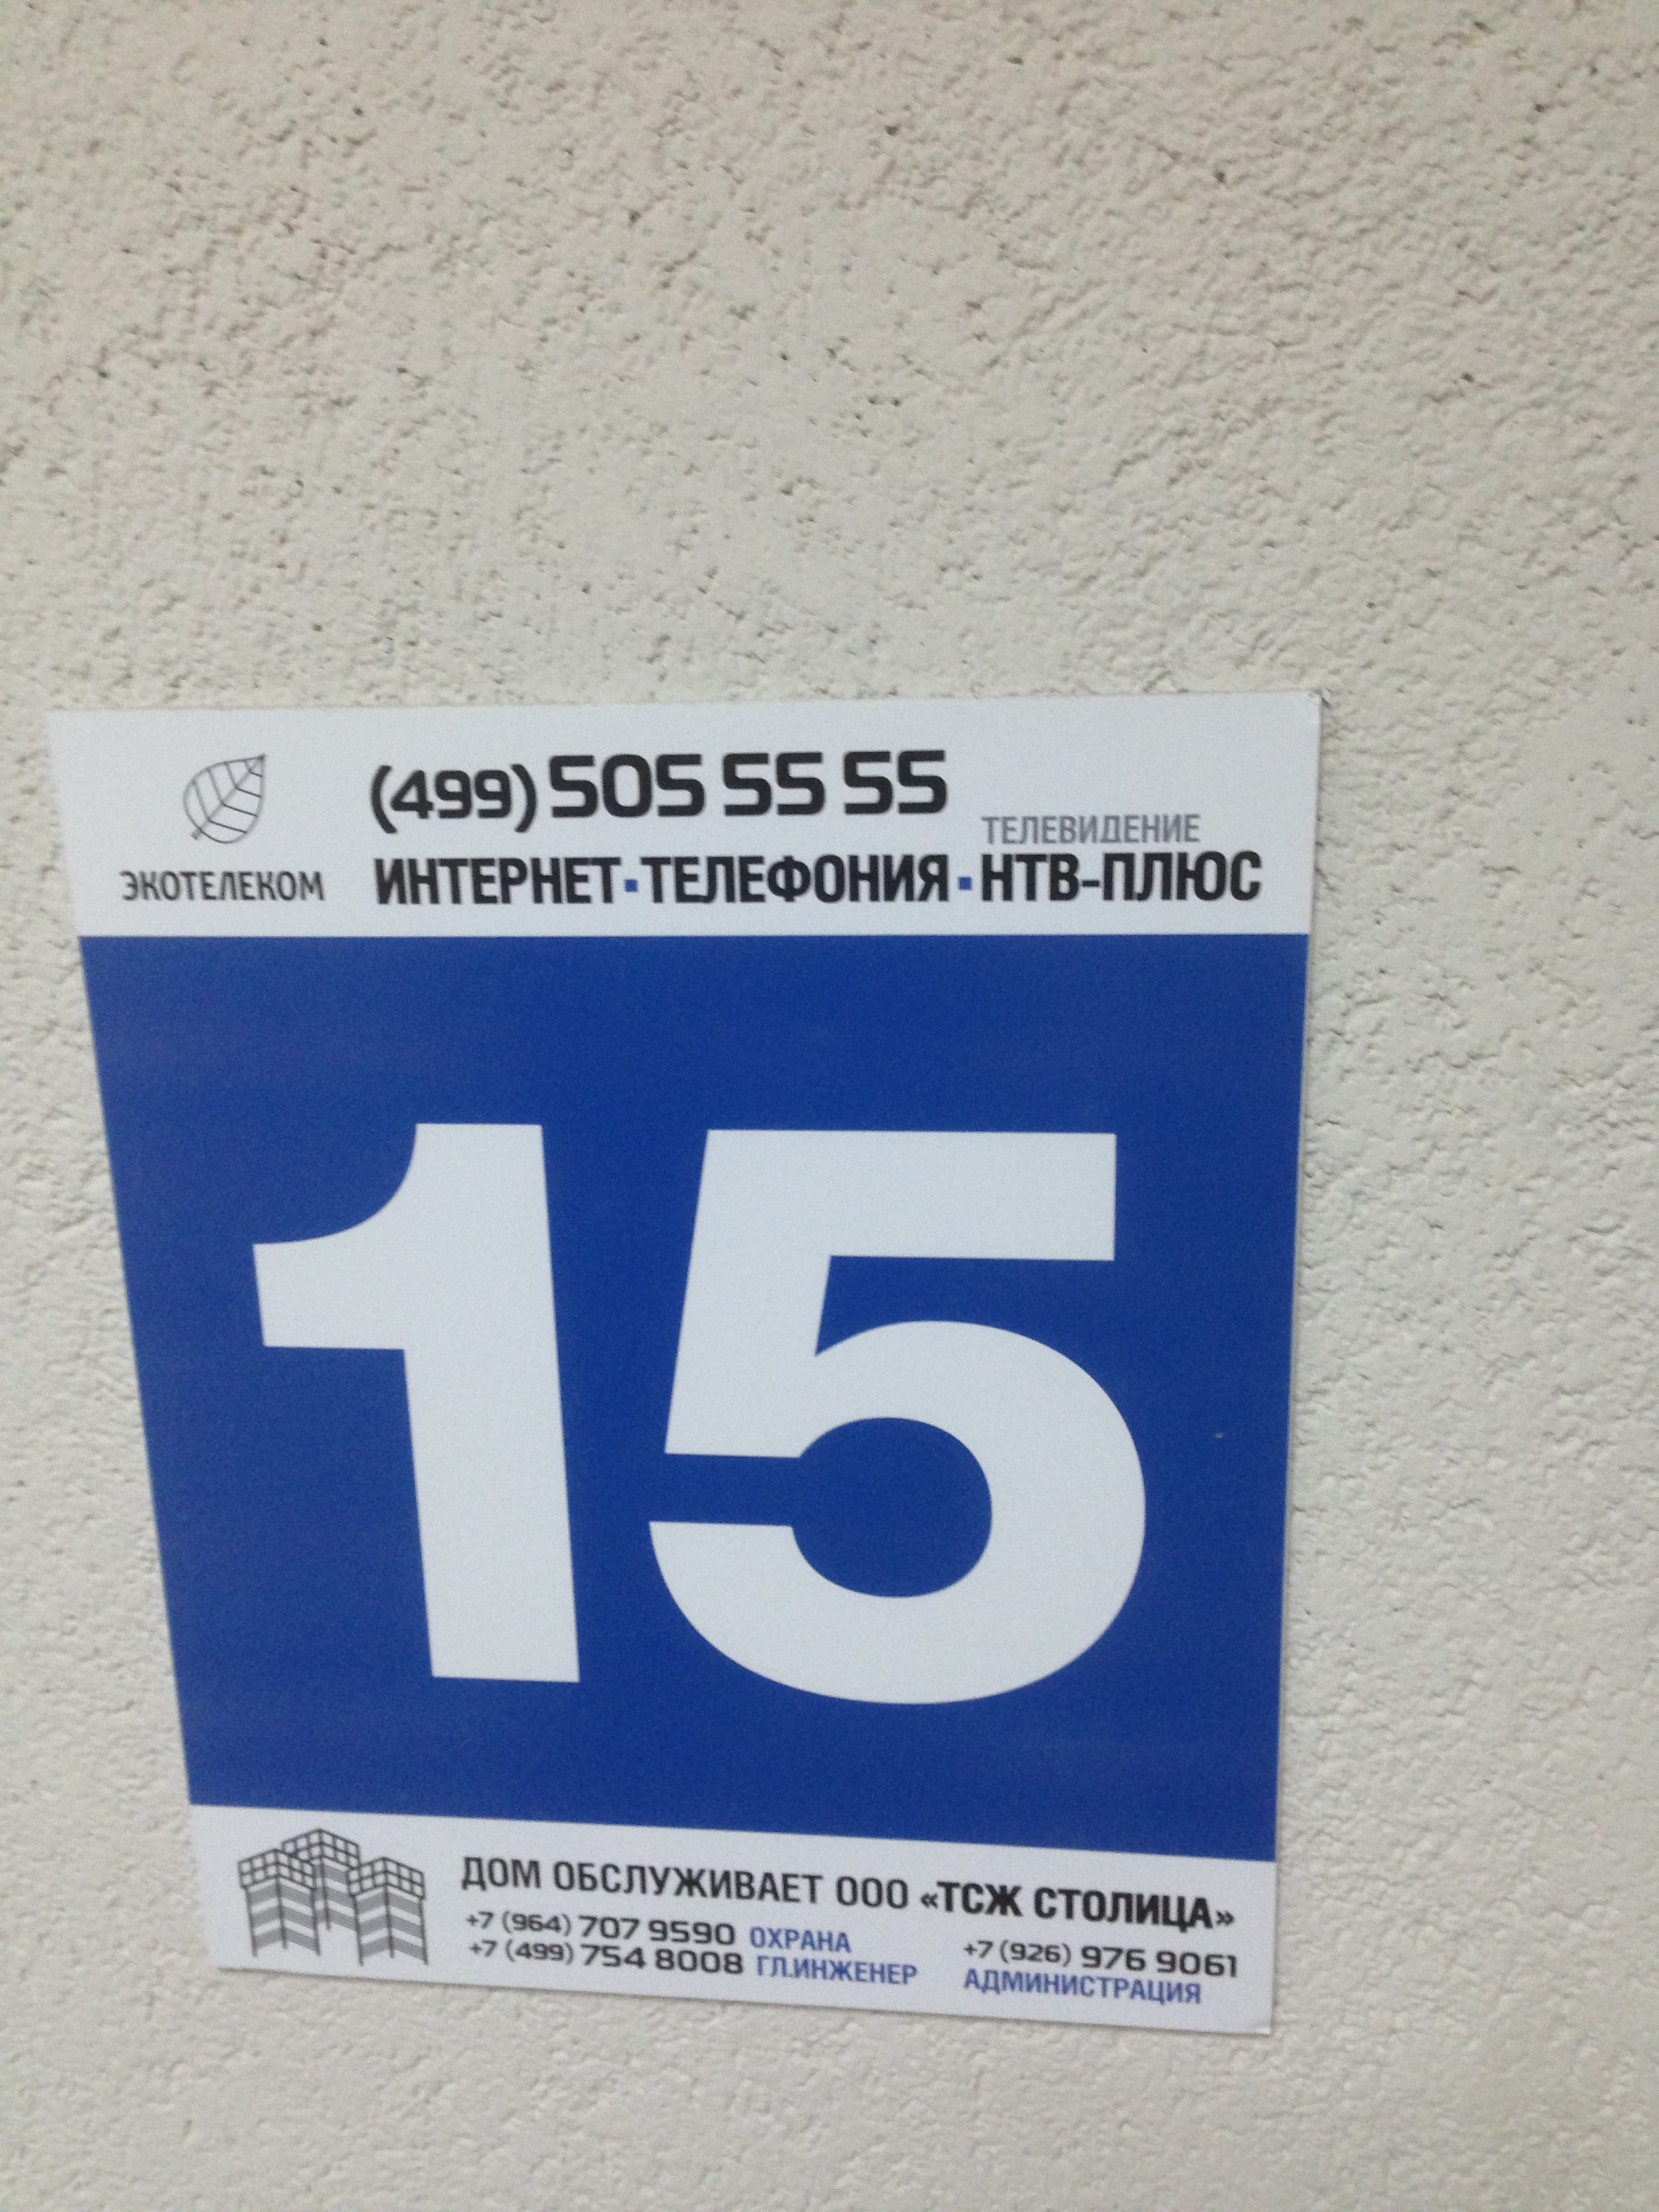 (499) 505 55 55
ТЕЛЕВИДЕНИЕ
ЭКОТЕЛЕКОМ
ИНТЕРНЕТ·ТЕЛЕФОНИЯ·НТВ-ПЛЮС
15
ДОМ ОБСЛУЖИВАЕТ ООО «ТСЖ СТОЛИЦА»
+7 (964) 707 9590 ОХРАНА
+7 (499) 754 8008 ГЛ.ИНЖЕНЕР
+7 (926) 976 9061
АДМИНИСТРАЦИЯ